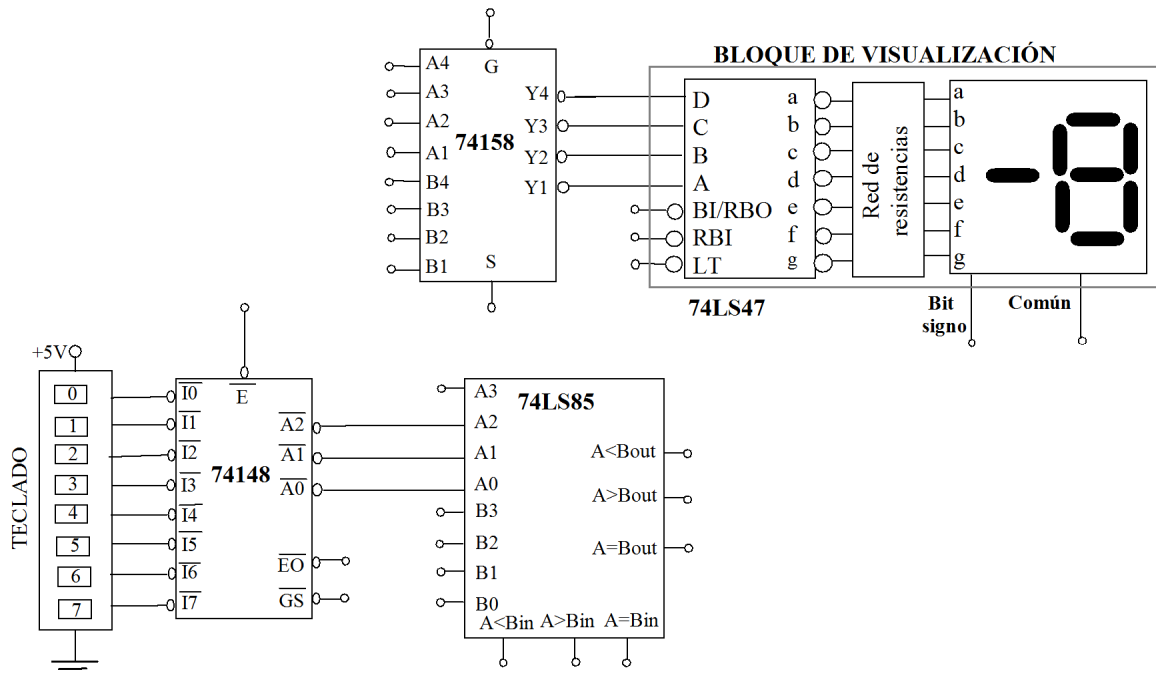 BLOQUE DE VISUALIZACIÓN
G
A4
A3
A2
A1
B4
B3
B2
B1
74158
Y4
Y3
Y2
Y1
S
D
C
B
A
BI/RBO
RBI
LT
a
b
c
d
e
f
g
74LS47
Red de
resistencias
a
b
c
d
e
f
g
Bit
signo
Común
+5V
TECLADO
0
1
2
3
4
5
6
7
E
I0
I1
I2
I3
I4
I5
I6
I7
74148
A2
A1
A0
EO
GS
74LS85
A3
A2
A1
A0
B3
B2
B1
B0
A<Bout
A>Bout
A=Bout
A<Bin A>Bin A=Bin